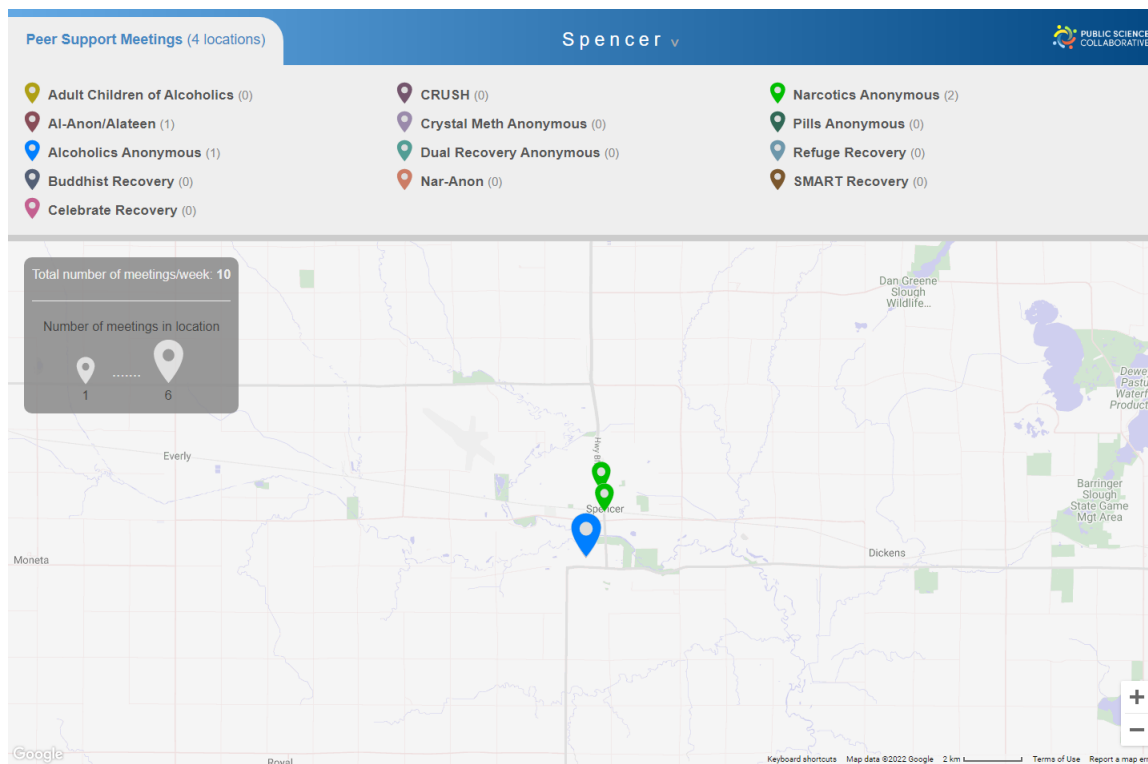 Peer Support Meetings (4 locations)
Spencer v
PUBLIC SCIENCE
COLLABORATIVE
Adult Children of Alcoholics (0)
Al-Anon/Alateen (1)
Alcoholics Anonymous (1)
Buddhist Recovery (0)
Celebrate Recovery (0)
CRUSH (0)
Crystal Meth Anonymous (0)
Dual Recovery Anonymous (0)
Nar-Anon (0)
Narcotics Anonymous (2)
Pills Anonymous (0)
Refuge Recovery (0)
SMART Recovery (0)
Total number of meetings/week: 10
Number of meetings in location
1
6
Dan Greene
Slough
Wildlife...
Everly
Hwy
Spencer
Barringer
Slough
State Game
Mgt Area
Moneta
Dickens
Royal
Google
Keyboard shortcuts
Map data ©2022 Google
2 km
Terms of Use
Report a map
+
−